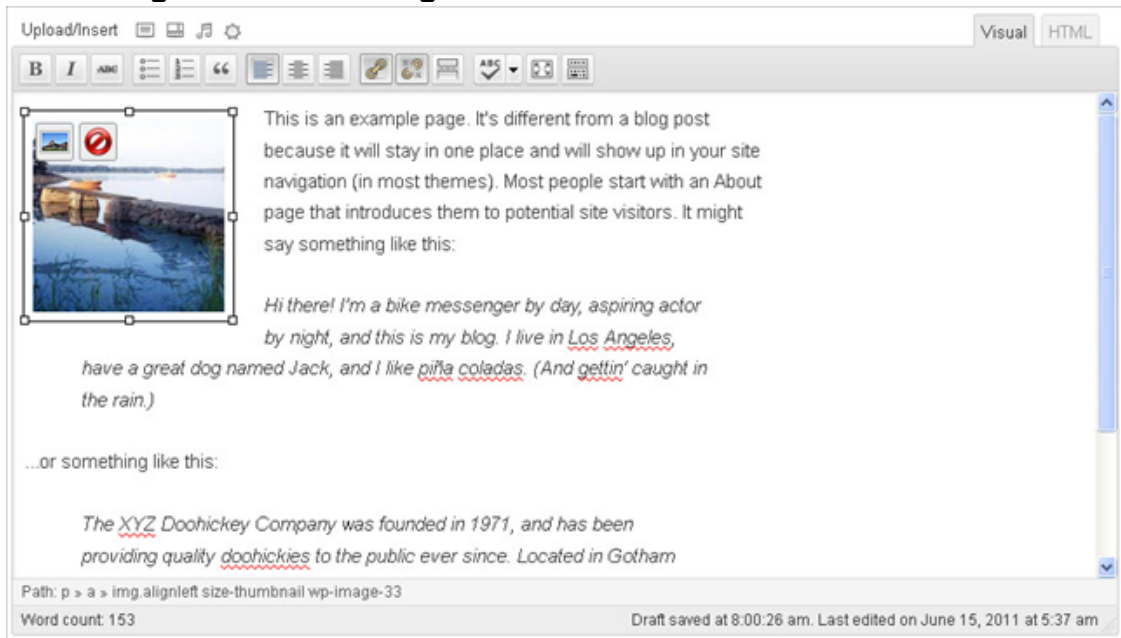 Upload/Insert
Visual HTML
B I ABC “ ABC
This is an example page. It's different from a blog post
because it will stay in one place and will show up in your site
navigation (in most themes). Most people start with an About
page that introduces them to potential site visitors. It might
say something like this:
Hi there! I'm a bike messenger by day, aspiring actor
by night, and this is my blog. I live in Los Angeles,
have a great dog named Jack, and I like piña coladas. (And gettin' caught in
the rain.)
...or something like this:
The XYZ Doohickey Company was founded in 1971, and has been
providing quality doohickies to the public ever since. Located in Gotham
Path: p » a » img.alignleft size-thumbnail wp-image-33
Word count: 153
Draft saved at 8:00:26 am. Last edited on June 15, 2011 at 5:37 am